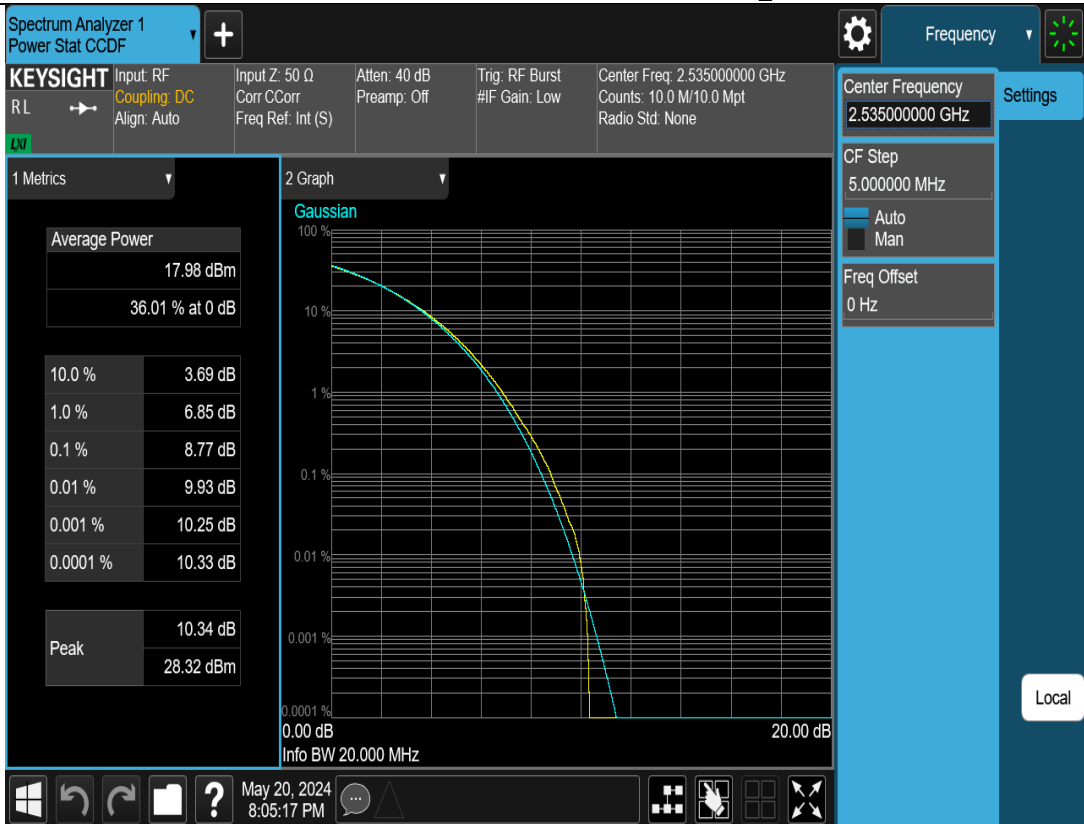 Spectrum Analyzer 1
Power Stat CCDF
+
Frequency
KEYSIGHT
R L
LXI
Input: RF
Coupling: DC
Align: Auto
Input Z: 50 Ω
Corr CCorr
Freq Ref: Int (S)
Atten: 40 dB
Preamp: Off
Trig: RF Burst
#IF Gain: Low
Center Freq: 2.535000000 GHz
Counts: 10.0 M/10.0 Mpt
Radio Std: None
Center Frequency
2.535000000 GHz
Settings
CF Step
5.000000 MHz
Auto
Man
Freq Offset
0 Hz
1 Metrics
Average Power
17.98 dBm
36.01 % at 0 dB
10.0 % 3.69 dB
1.0 % 6.85 dB
0.1 % 8.77 dB
0.01 % 9.93 dB
0.001 % 10.25 dB
0.0001 % 10.33 dB
Peak
10.34 dB
28.32 dBm
2 Graph
Gaussian
100 %
10 %
1 %
0.1 %
0.01 %
0.001 %
0.0001 %
0.00 dB 20.00 dB
Info BW 20.000 MHz
Local
?
May 20, 2024
8:05:17 PM